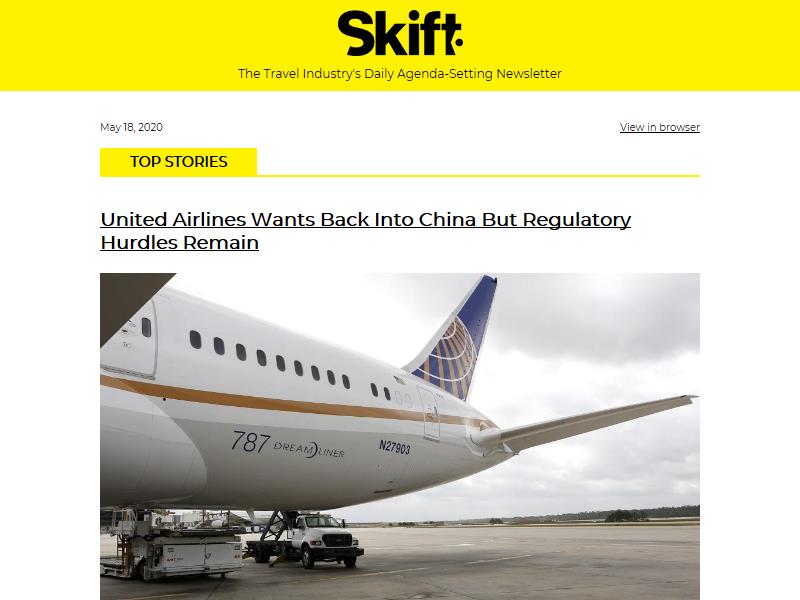 Skift
The Travel Industry's Daily Agenda-Setting Newsletter
May 18, 2020
View in browser
TOP STORIES
United Airlines Wants Back Into China But Regulatory
Hurdles Remain
787 DREAMLINER
N27903